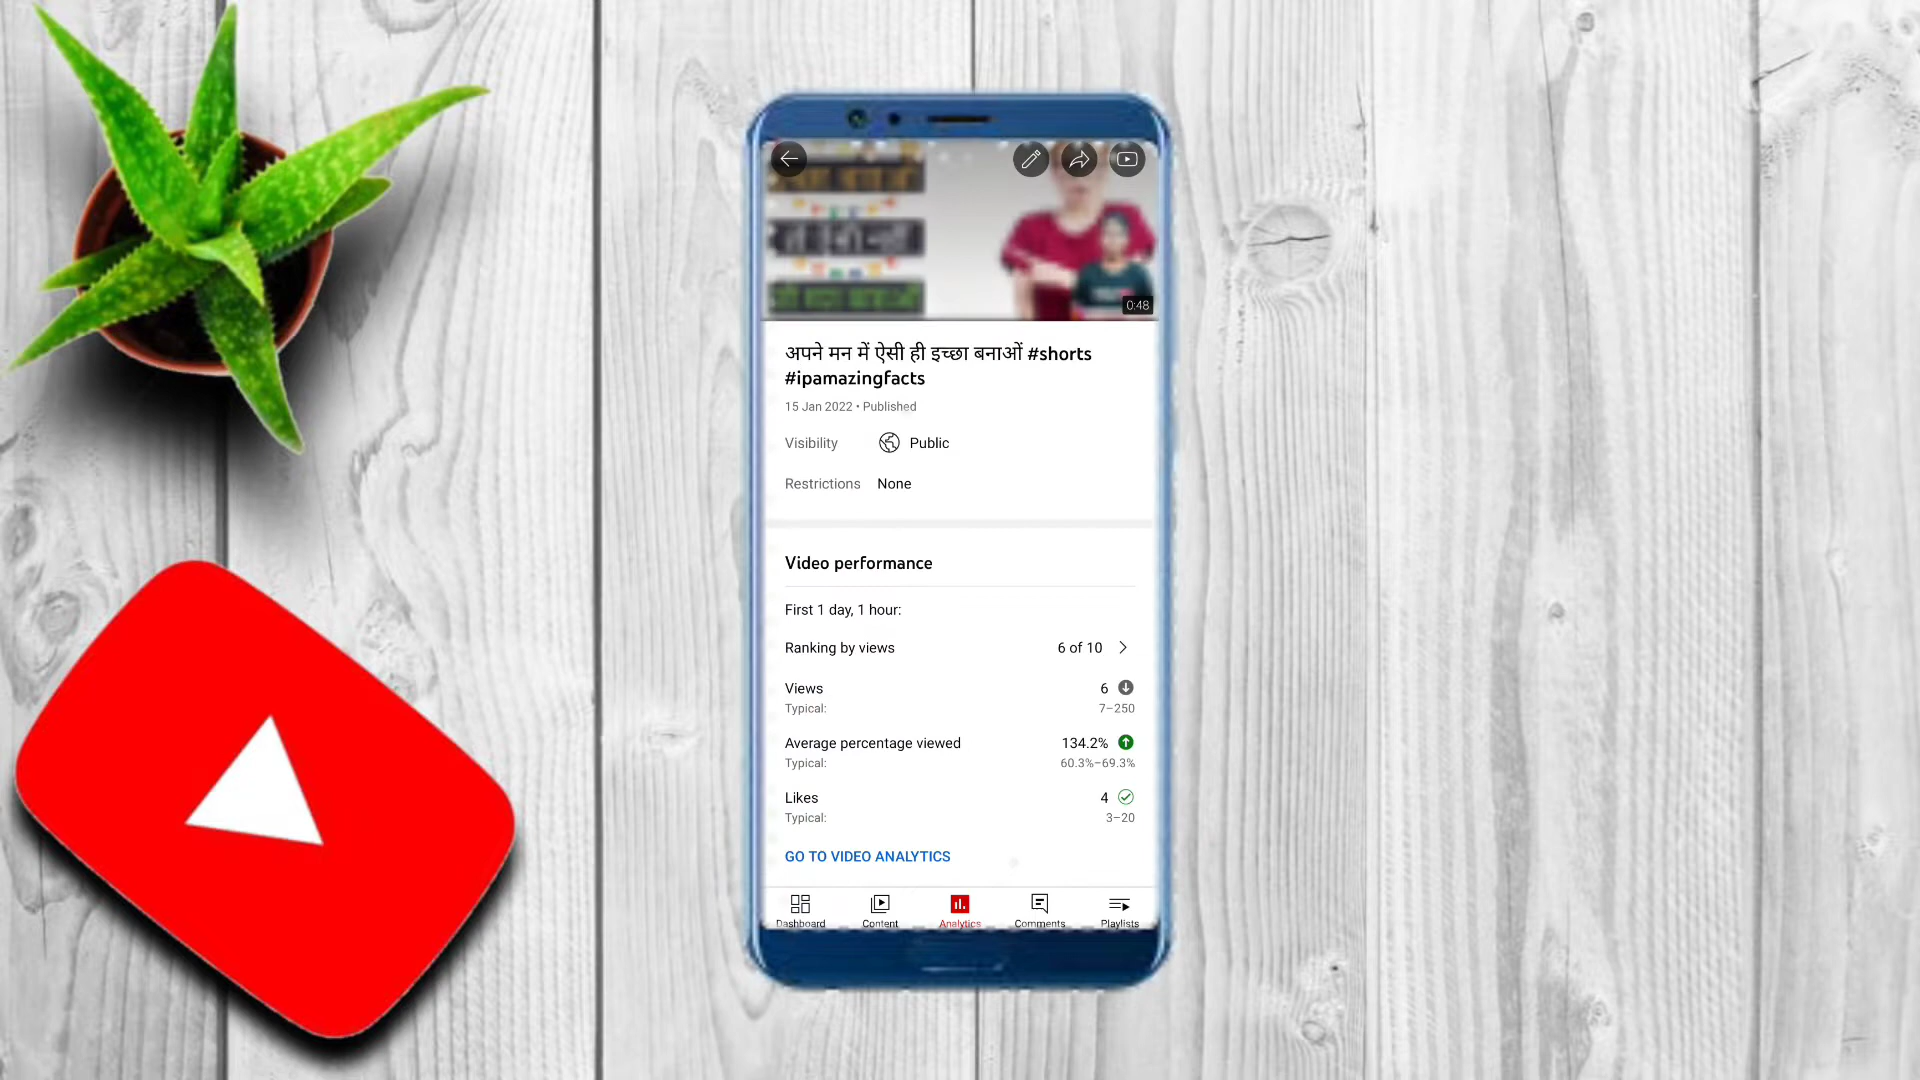 0:48
अपने मन में ऐसी ही इच्छा बनाओं #shorts
#ipamazingfacts
15 Jan 2022 • Published
Visibility Public
Restrictions None
Video performance
First 1 day, 1 hour:
Ranking by views 6 of 10
Views 6
Typical: 7–250
Average percentage viewed 134.2%
Typical: 60.3%–69.3%
Likes 4
Typical: 3–20
GO TO VIDEO ANALYTICS
Dashboard Content Analytics Comments Playlists